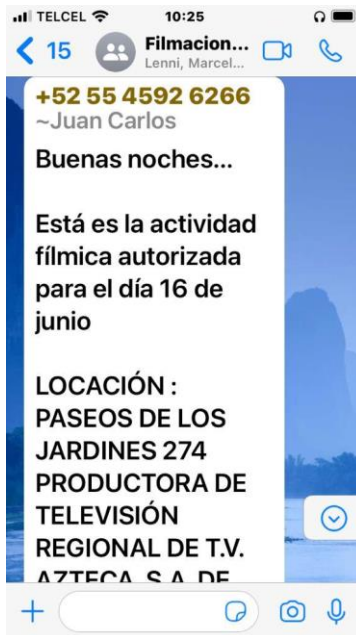 TELCEL 10:25
15 Filmacion...
Lenni, Marcel...
+52 55 4592 6266
~Juan Carlos
Buenas noches...
Está es la actividad
fílmica autorizada
para el día 16 de
junio
LOCACIÓN :
PASEOS DE LOS
JARDINES 274
PRODUCTORA DE
TELEVISIÓN
REGIONAL DE T.V.
AZTECA, S.A. DE